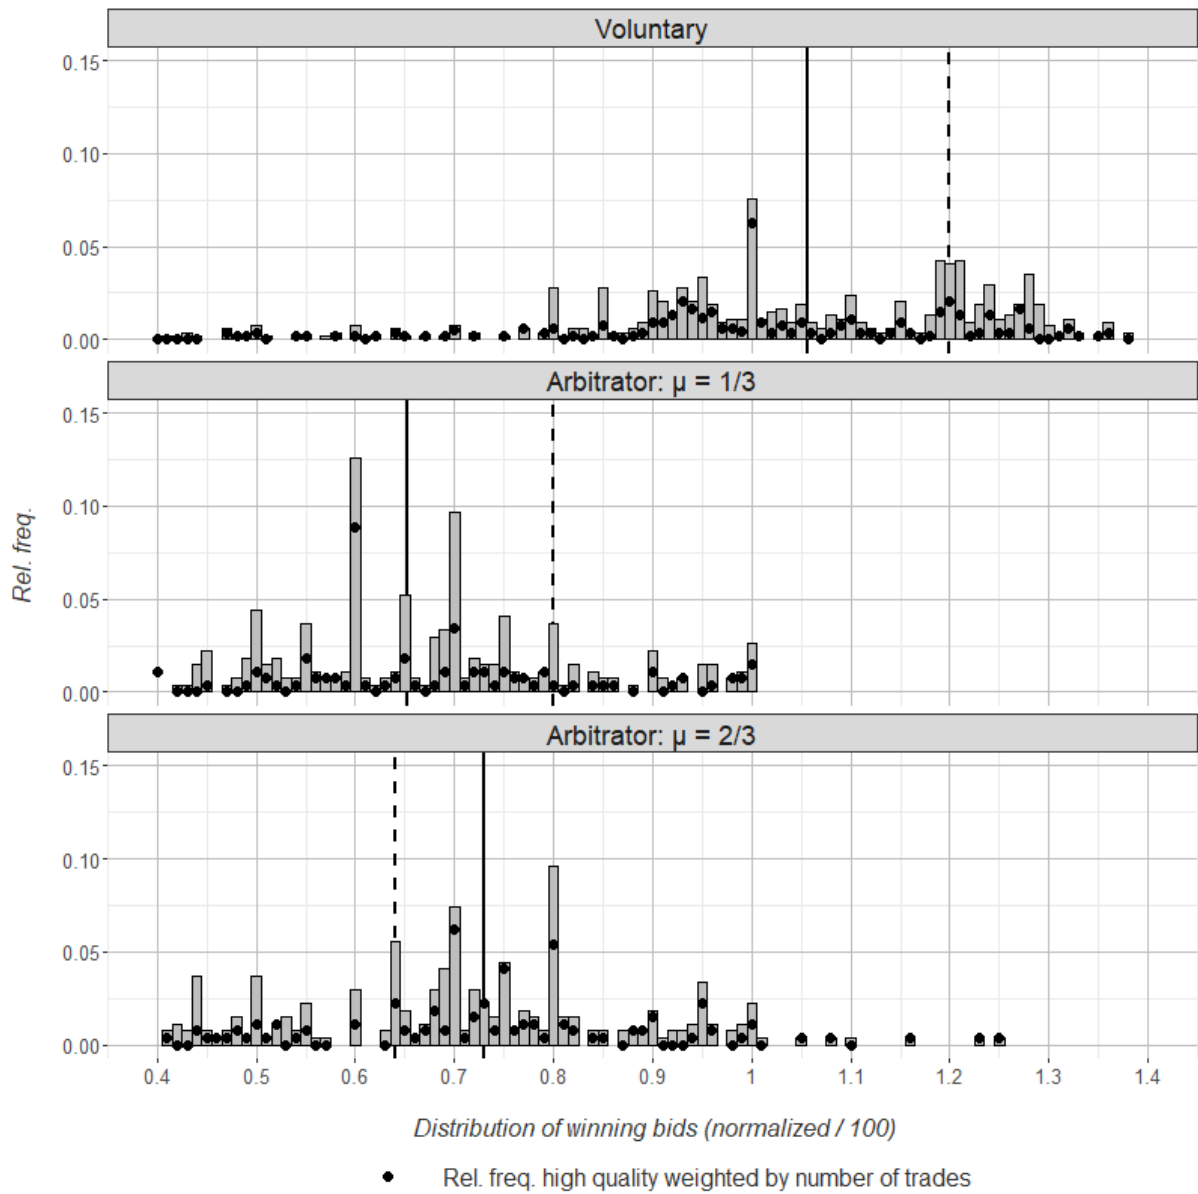 Voluntary
0.15
0.10
0.05
0.00
Arbitrator: μ = 1/3
0.15
0.10
0.05
0.00
Rel. freq.
Arbitrator: μ = 2/3
0.15
0.10
0.05
0.00
0.4 0.5 0.6 0.7 0.8 0.9 1 1.1 1.2 1.3 1.4
Distribution of winning bids (normalized / 100)
Rel. freq. high quality weighted by number of trades